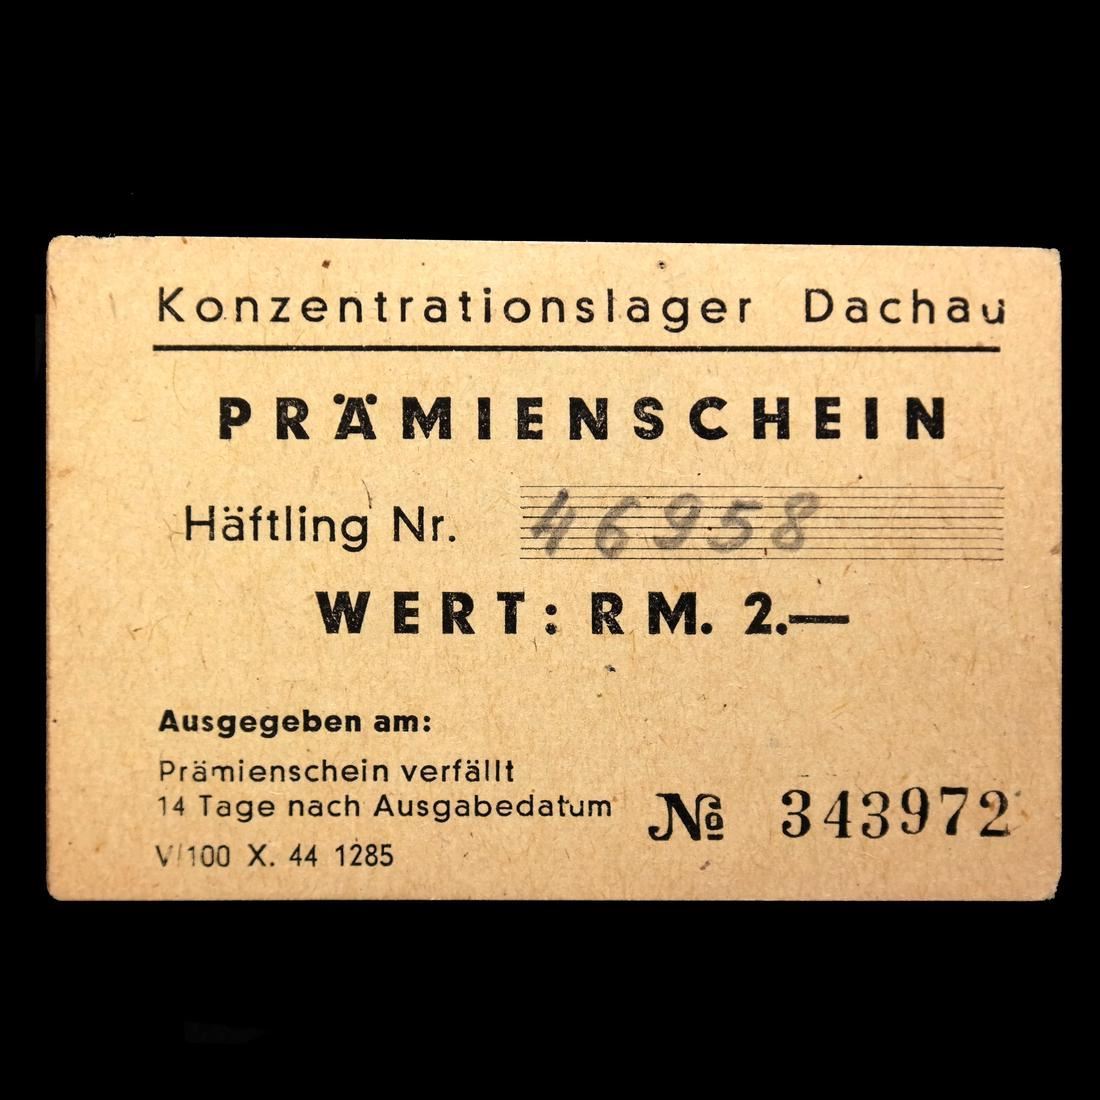 Konzentrationslager Dachau
PRÄMIENSCHEIN
Häftling Nr. 46958
WERT: RM. 2.—
Ausgegeben am:
Prämienschein verfällt
14 Tage nach Ausgabedatum
№ 343972
V/100 X. 44 1285